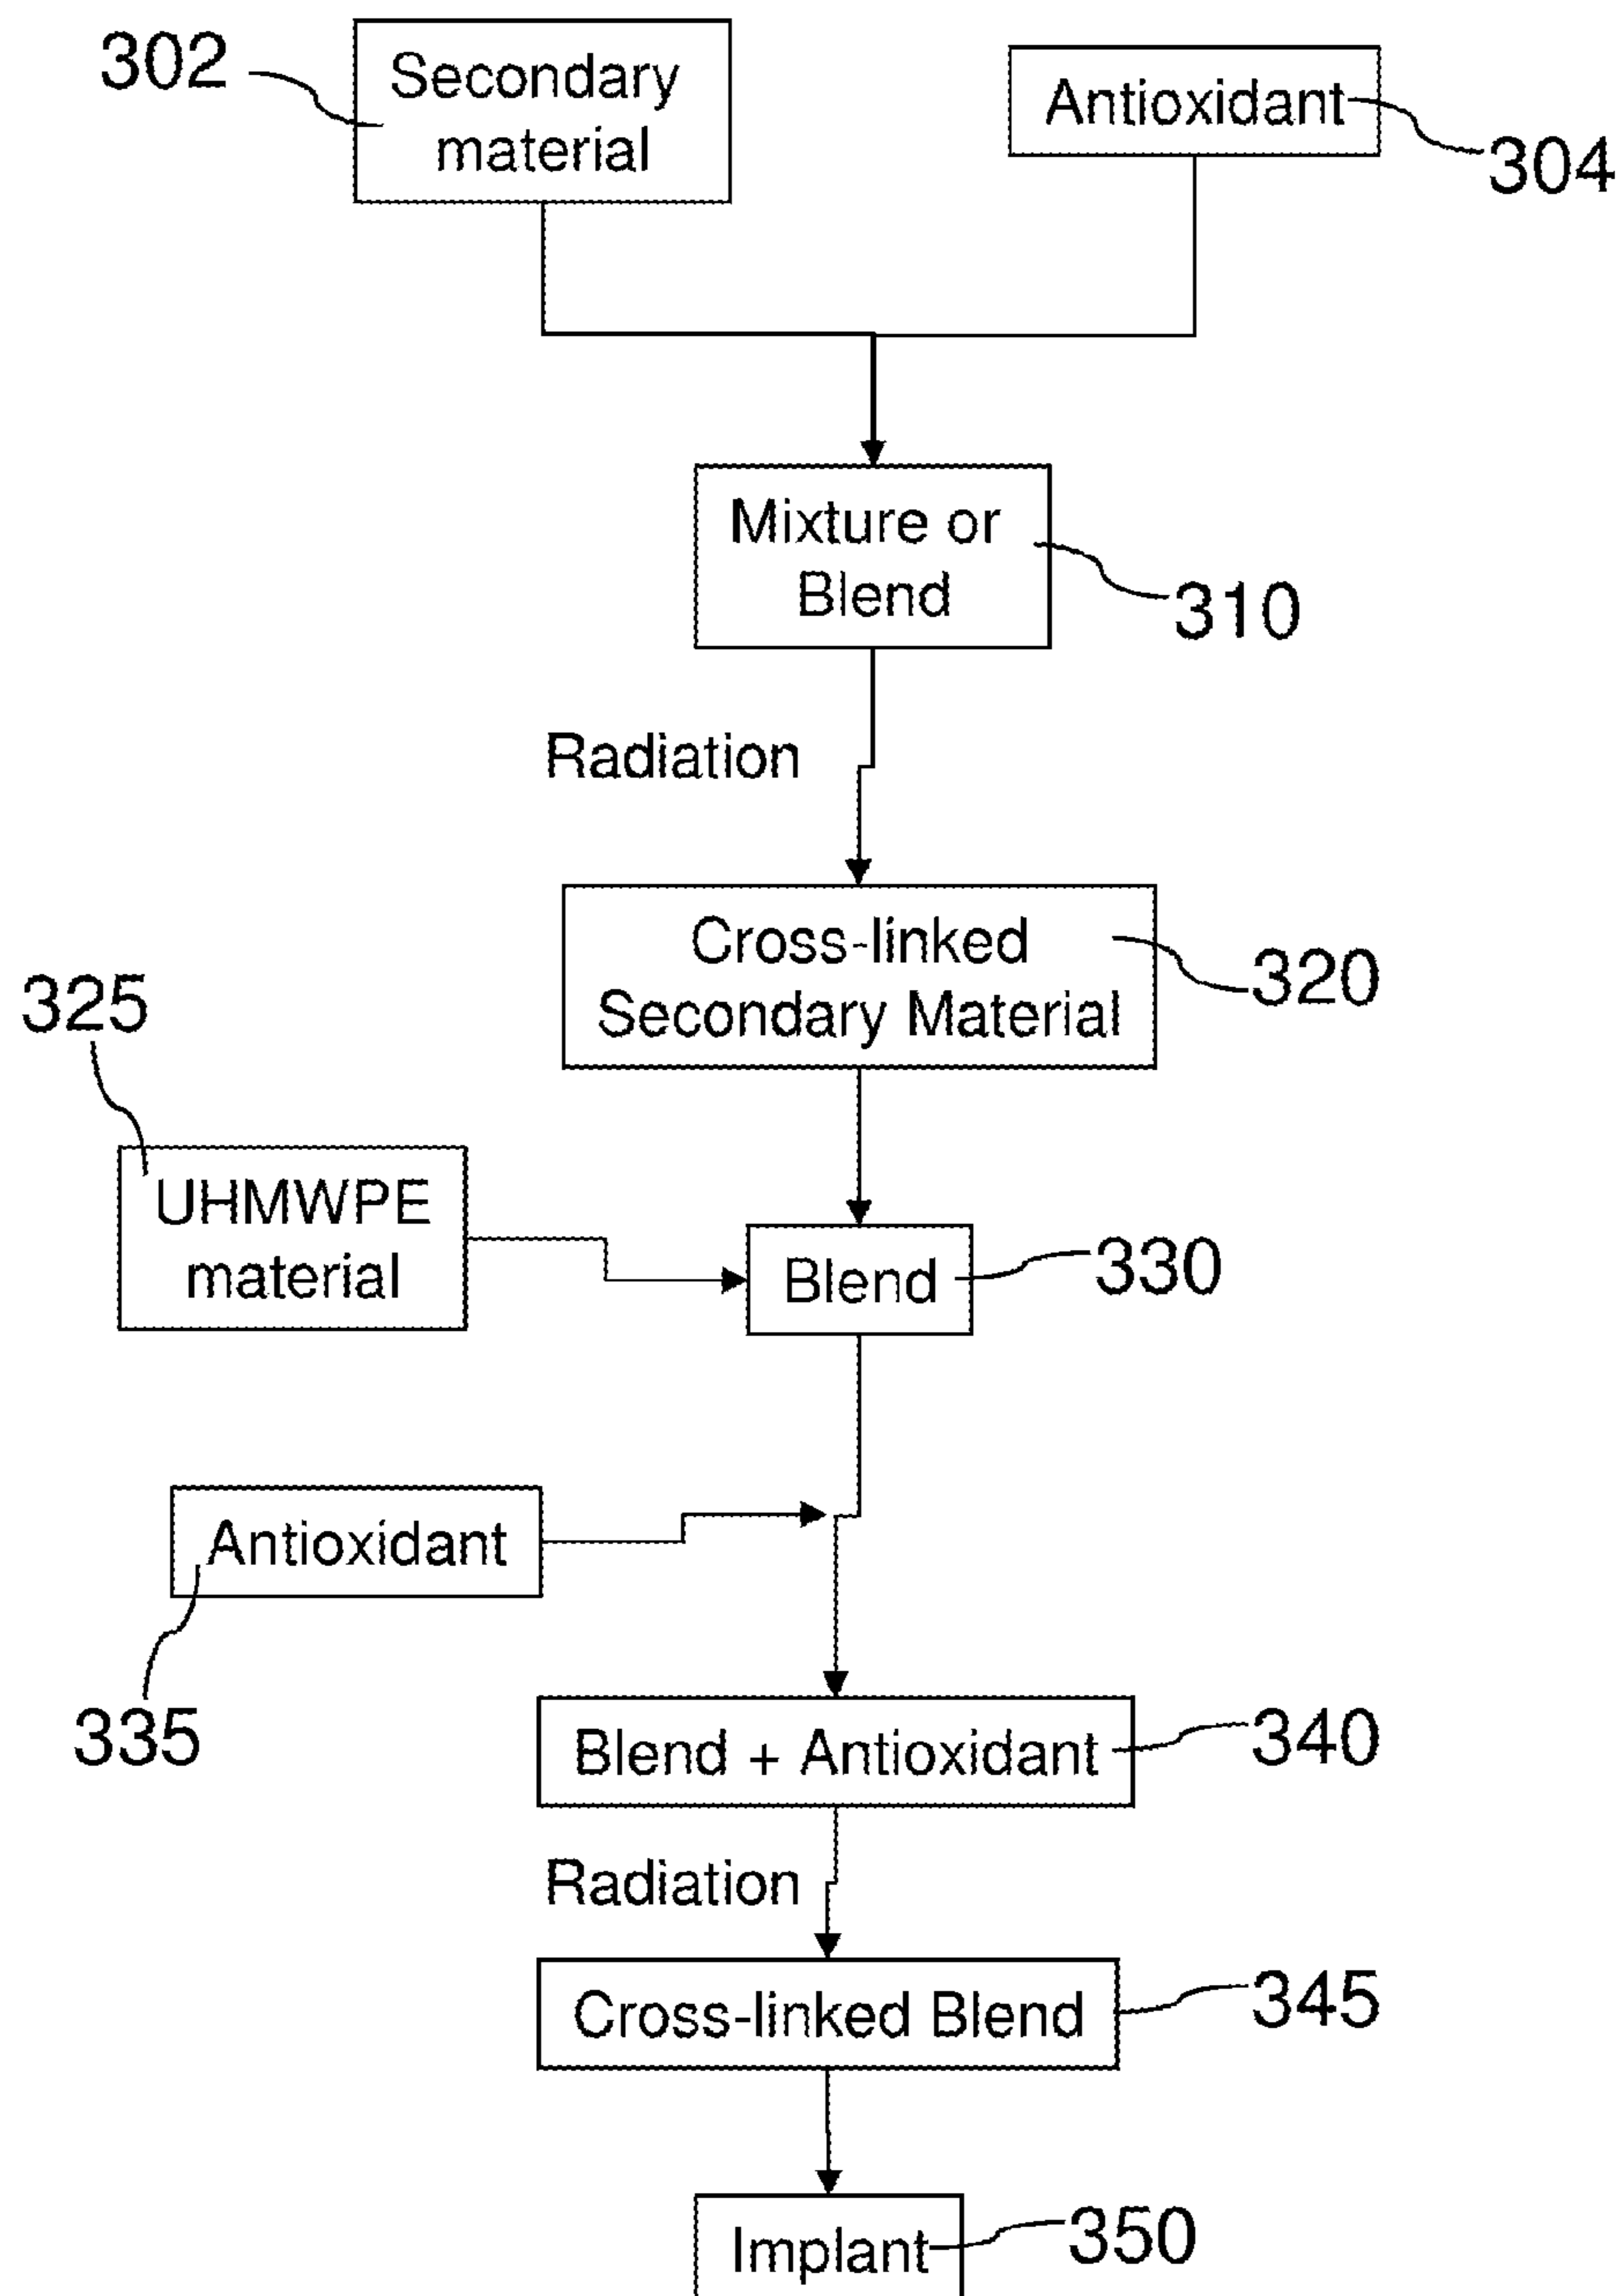 302
Secondary
material
Antioxidant
304
Mixture or
Blend
310
Radiation
Cross-linked
Secondary Material
320
325
UHMWPE
material
Blend
330
Antioxidant
335
Blend + Antioxidant
340
Radiation
Cross-linked Blend
345
Implant
350